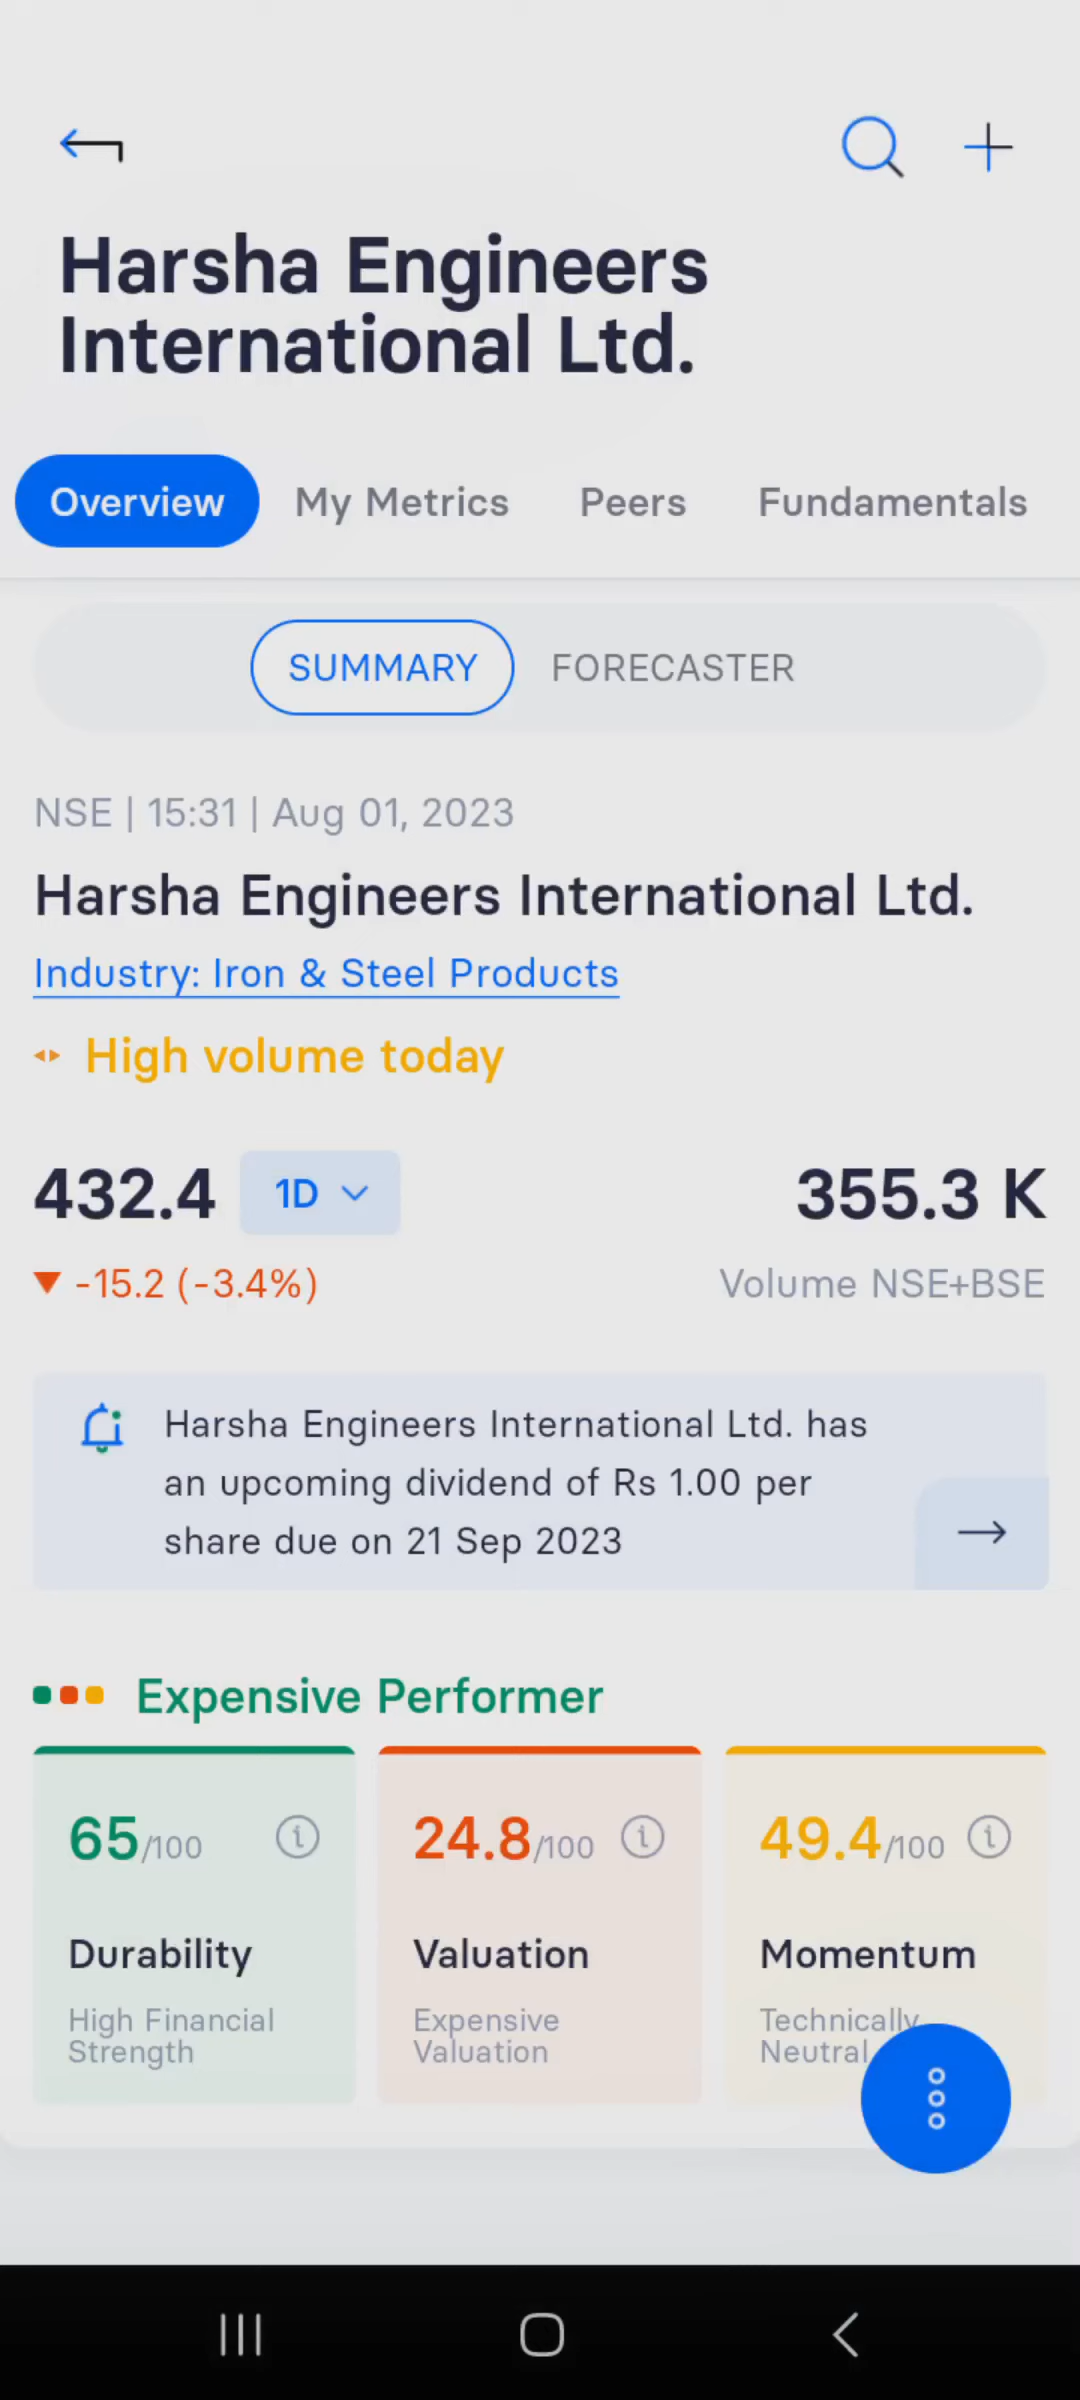 Harsha Engineers
International Ltd.
Overview My Metrics Peers Fundamentals
SUMMARY FORECASTER
NSE | 15:31 | Aug 01, 2023
Harsha Engineers International Ltd.
Industry: Iron & Steel Products
High volume today
432.4 1D 355.3 K
-15.2 (-3.4%) Volume NSE+BSE
Harsha Engineers International Ltd. has
an upcoming dividend of Rs 1.00 per
share due on 21 Sep 2023
Expensive Performer
65/100 24.8/100 49.4/100
Durability Valuation Momentum
High Financial Expensive Technically
Strength Valuation Neutral